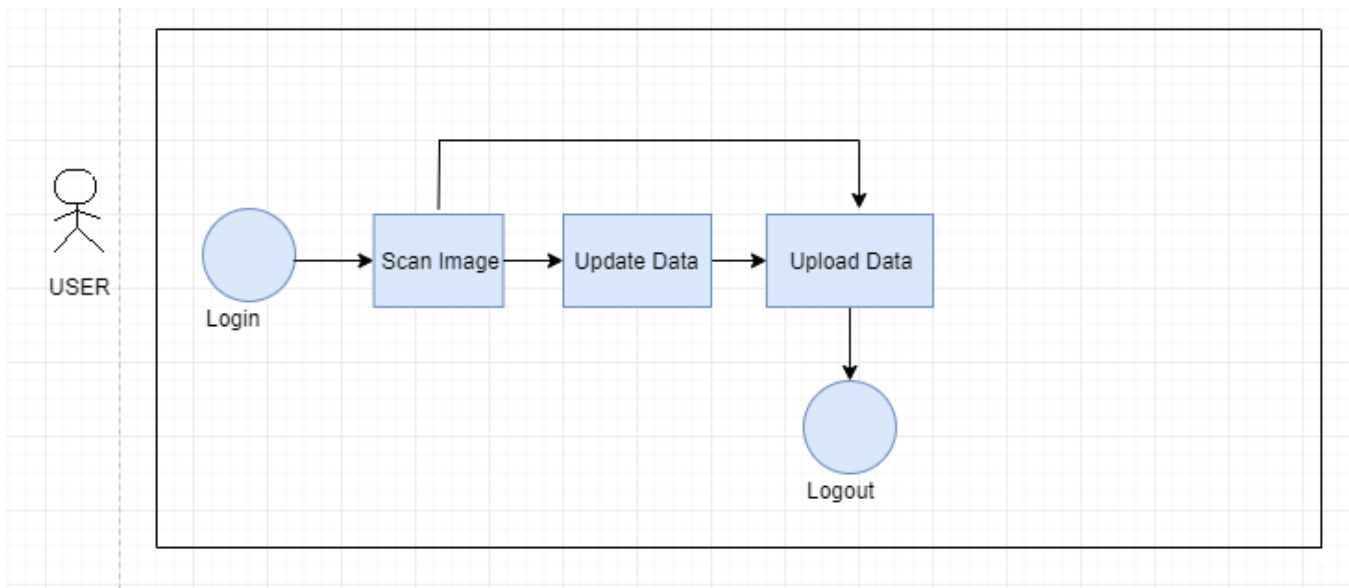 USER
Login
Scan Image
Update Data
Upload Data
Logout